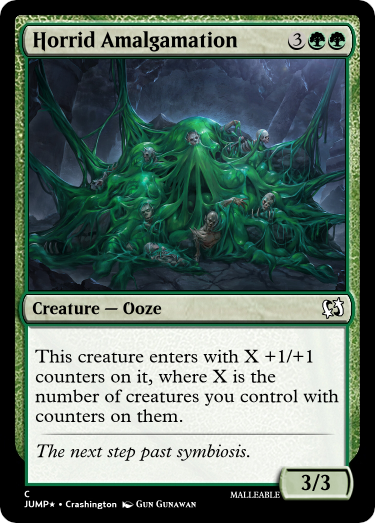 Horrid Amalgamation 3
Creature — Ooze
This creature enters with X +1/+1
counters on it, where X is the
number of creatures you control with
counters on them.
The next step past symbiosis.
3/3
C
JUMP★ • Crashington Gun Gunawan
MALLEABLE